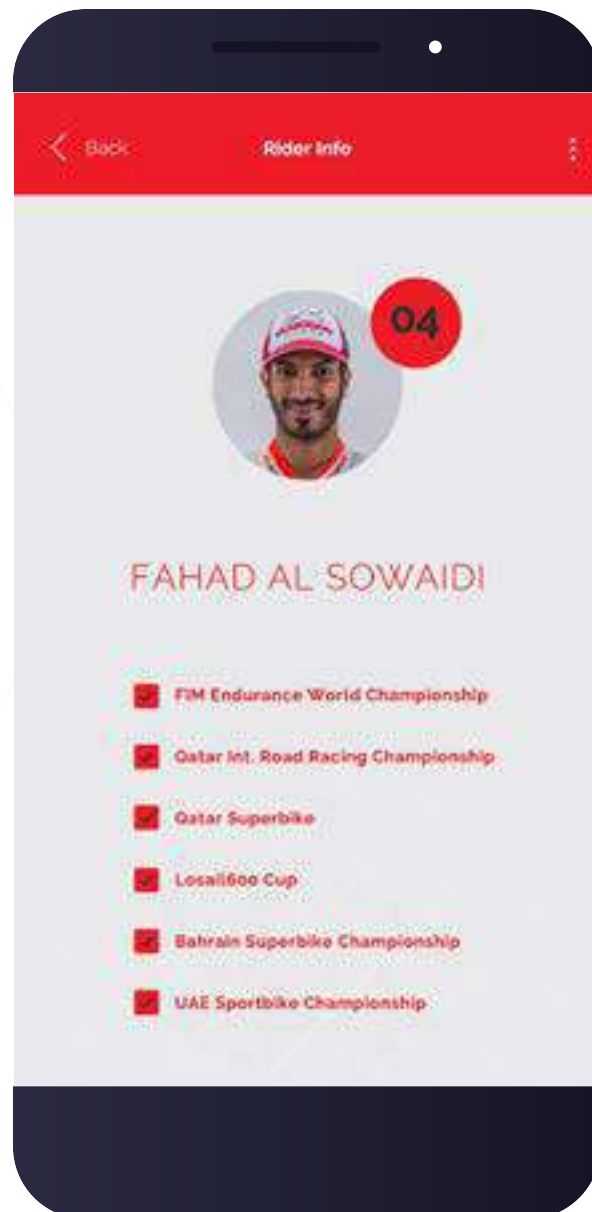 Back
Rider Info
04
FAHAD AL SOWAIDI
FIM Endurance World Championship
Qatar Int. Road Racing Championship
Qatar Superbike
Losail600 Cup
Bahrain Superbike Championship
UAE Sportbike Championship